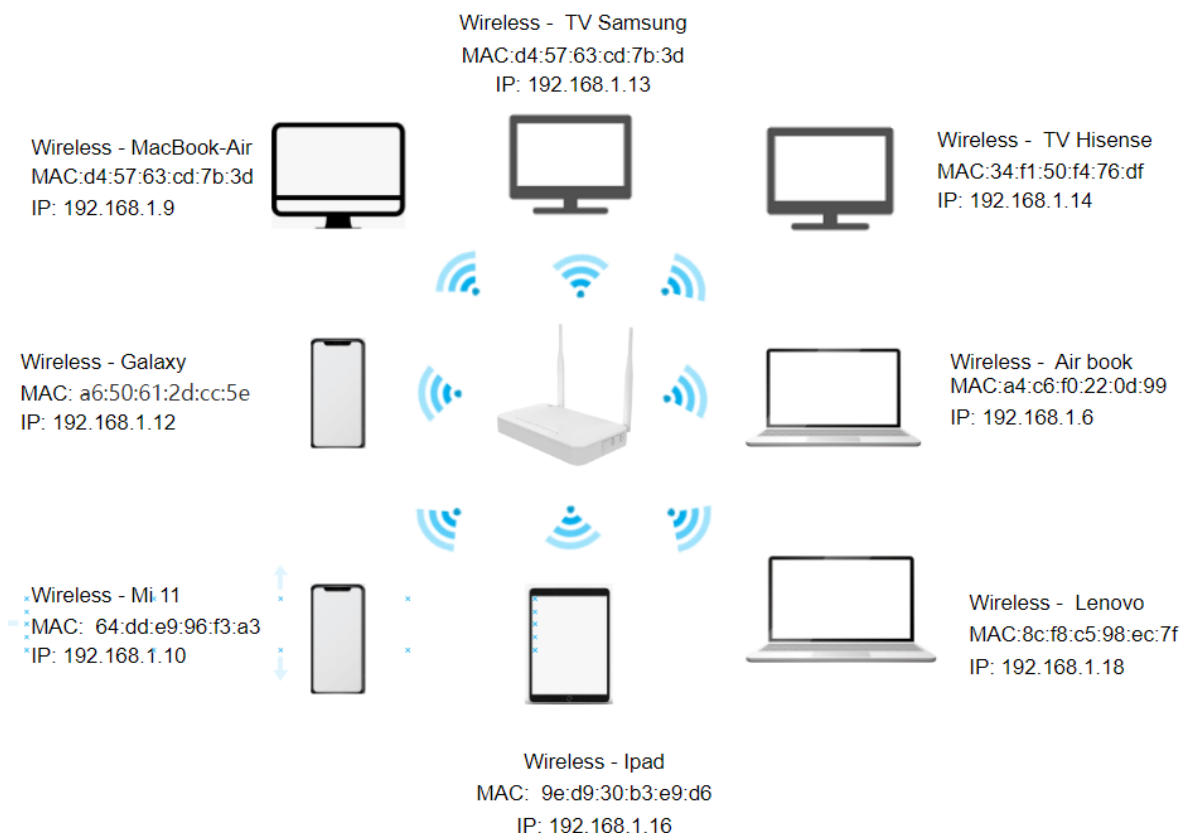 Wireless -  TV Samsung
MAC:d4:57:63:cd:7b:3d
IP: 192.168.1.13
Wireless - MacBook-Air
MAC:d4:57:63:cd:7b:3d
IP: 192.168.1.9
Wireless -  TV Hisense
MAC:34:f1:50:f4:76:df
IP: 192.168.1.14
Wireless - Galaxy
MAC: a6:50:61:2d:cc:5e
IP: 192.168.1.12
Wireless -  Air book
MAC:a4:c6:f0:22:0d:99
IP: 192.168.1.6
Wireless - Mi 11
MAC:  64:dd:e9:96:f3:a3
IP: 192.168.1.10
Wireless -  Lenovo
MAC:8c:f8:c5:98:ec:7f
IP: 192.168.1.18
Wireless - Ipad
MAC:  9e:d9:30:b3:e9:d6
IP: 192.168.1.16